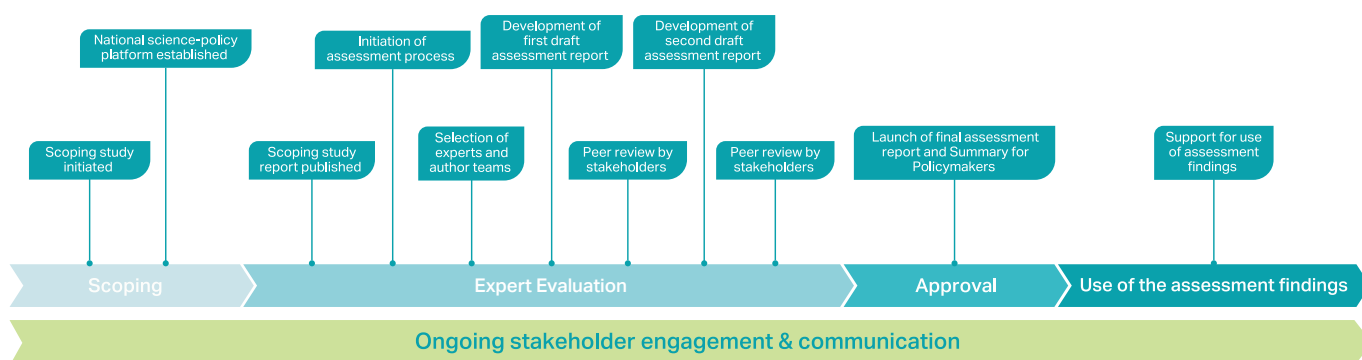 National science-policy
platform established
Initiation of
assessment process
Development of
first draft
assessment report
Development of
second draft
assessment report
Scoping study
initiated
Scoping study
report published
Selection of
experts and
author teams
Peer review by
stakeholders
Peer review by
stakeholders
Launch of final assessment
report and Summary for
Policymakers
Support for use
of assessment
findings
Scoping
Expert Evaluation
Approval
Use of the assessment findings
Ongoing stakeholder engagement & communication